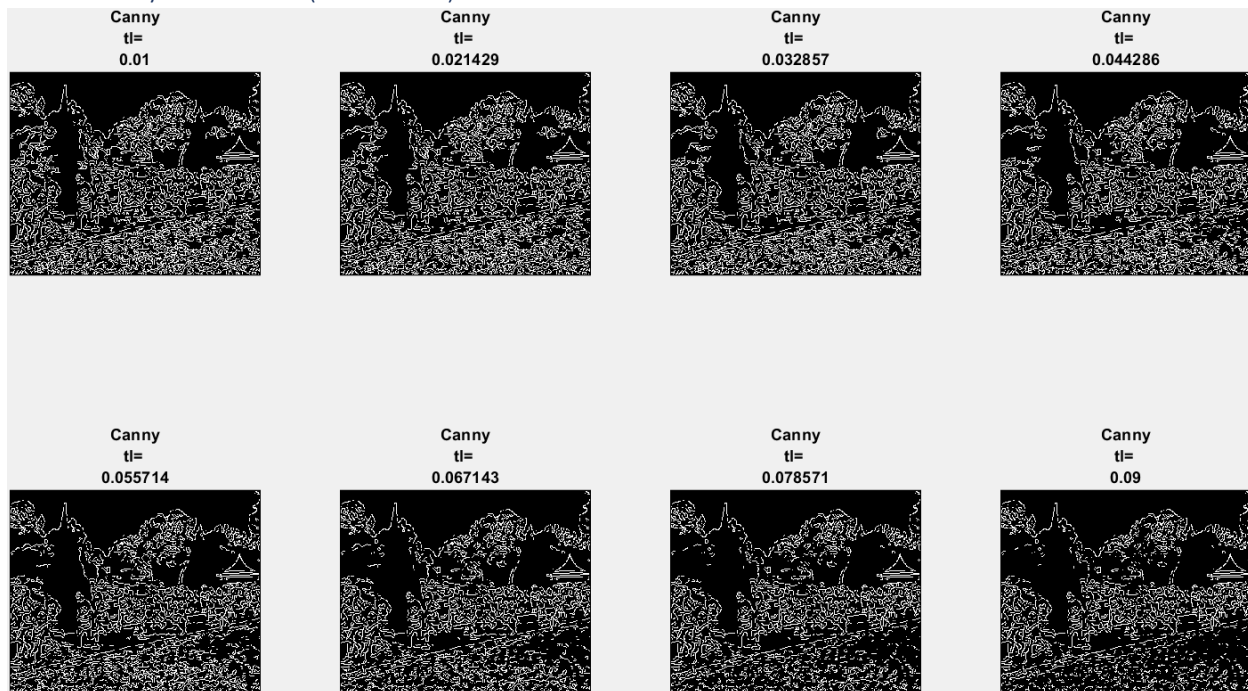 Canny
tl=
0.01
Canny
tl=
0.021429
Canny
tl=
0.032857
Canny
tl=
0.044286
Canny
tl=
0.055714
Canny
tl=
0.067143
Canny
tl=
0.078571
Canny
tl=
0.09